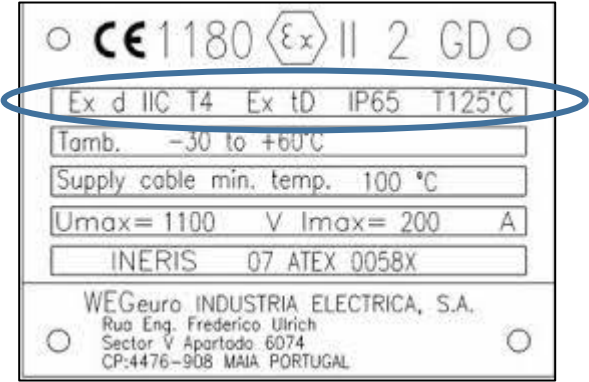 CE 1180 Ex II 2 GD
Ex d IIC T4 Ex tD IP65 T125°C
Tamb. -30 to +60°C
Supply cable min. temp. 100 °C
Umax= 1100 V Imax= 200 A
INERIS 07 ATEX 0058X
WEGeuro INDUSTRIA ELECTRICA, S.A.
Rua Eng. Frederico Ulrich
Sector V Apartado 6074
CP:4476-908 MAIA PORTUGAL